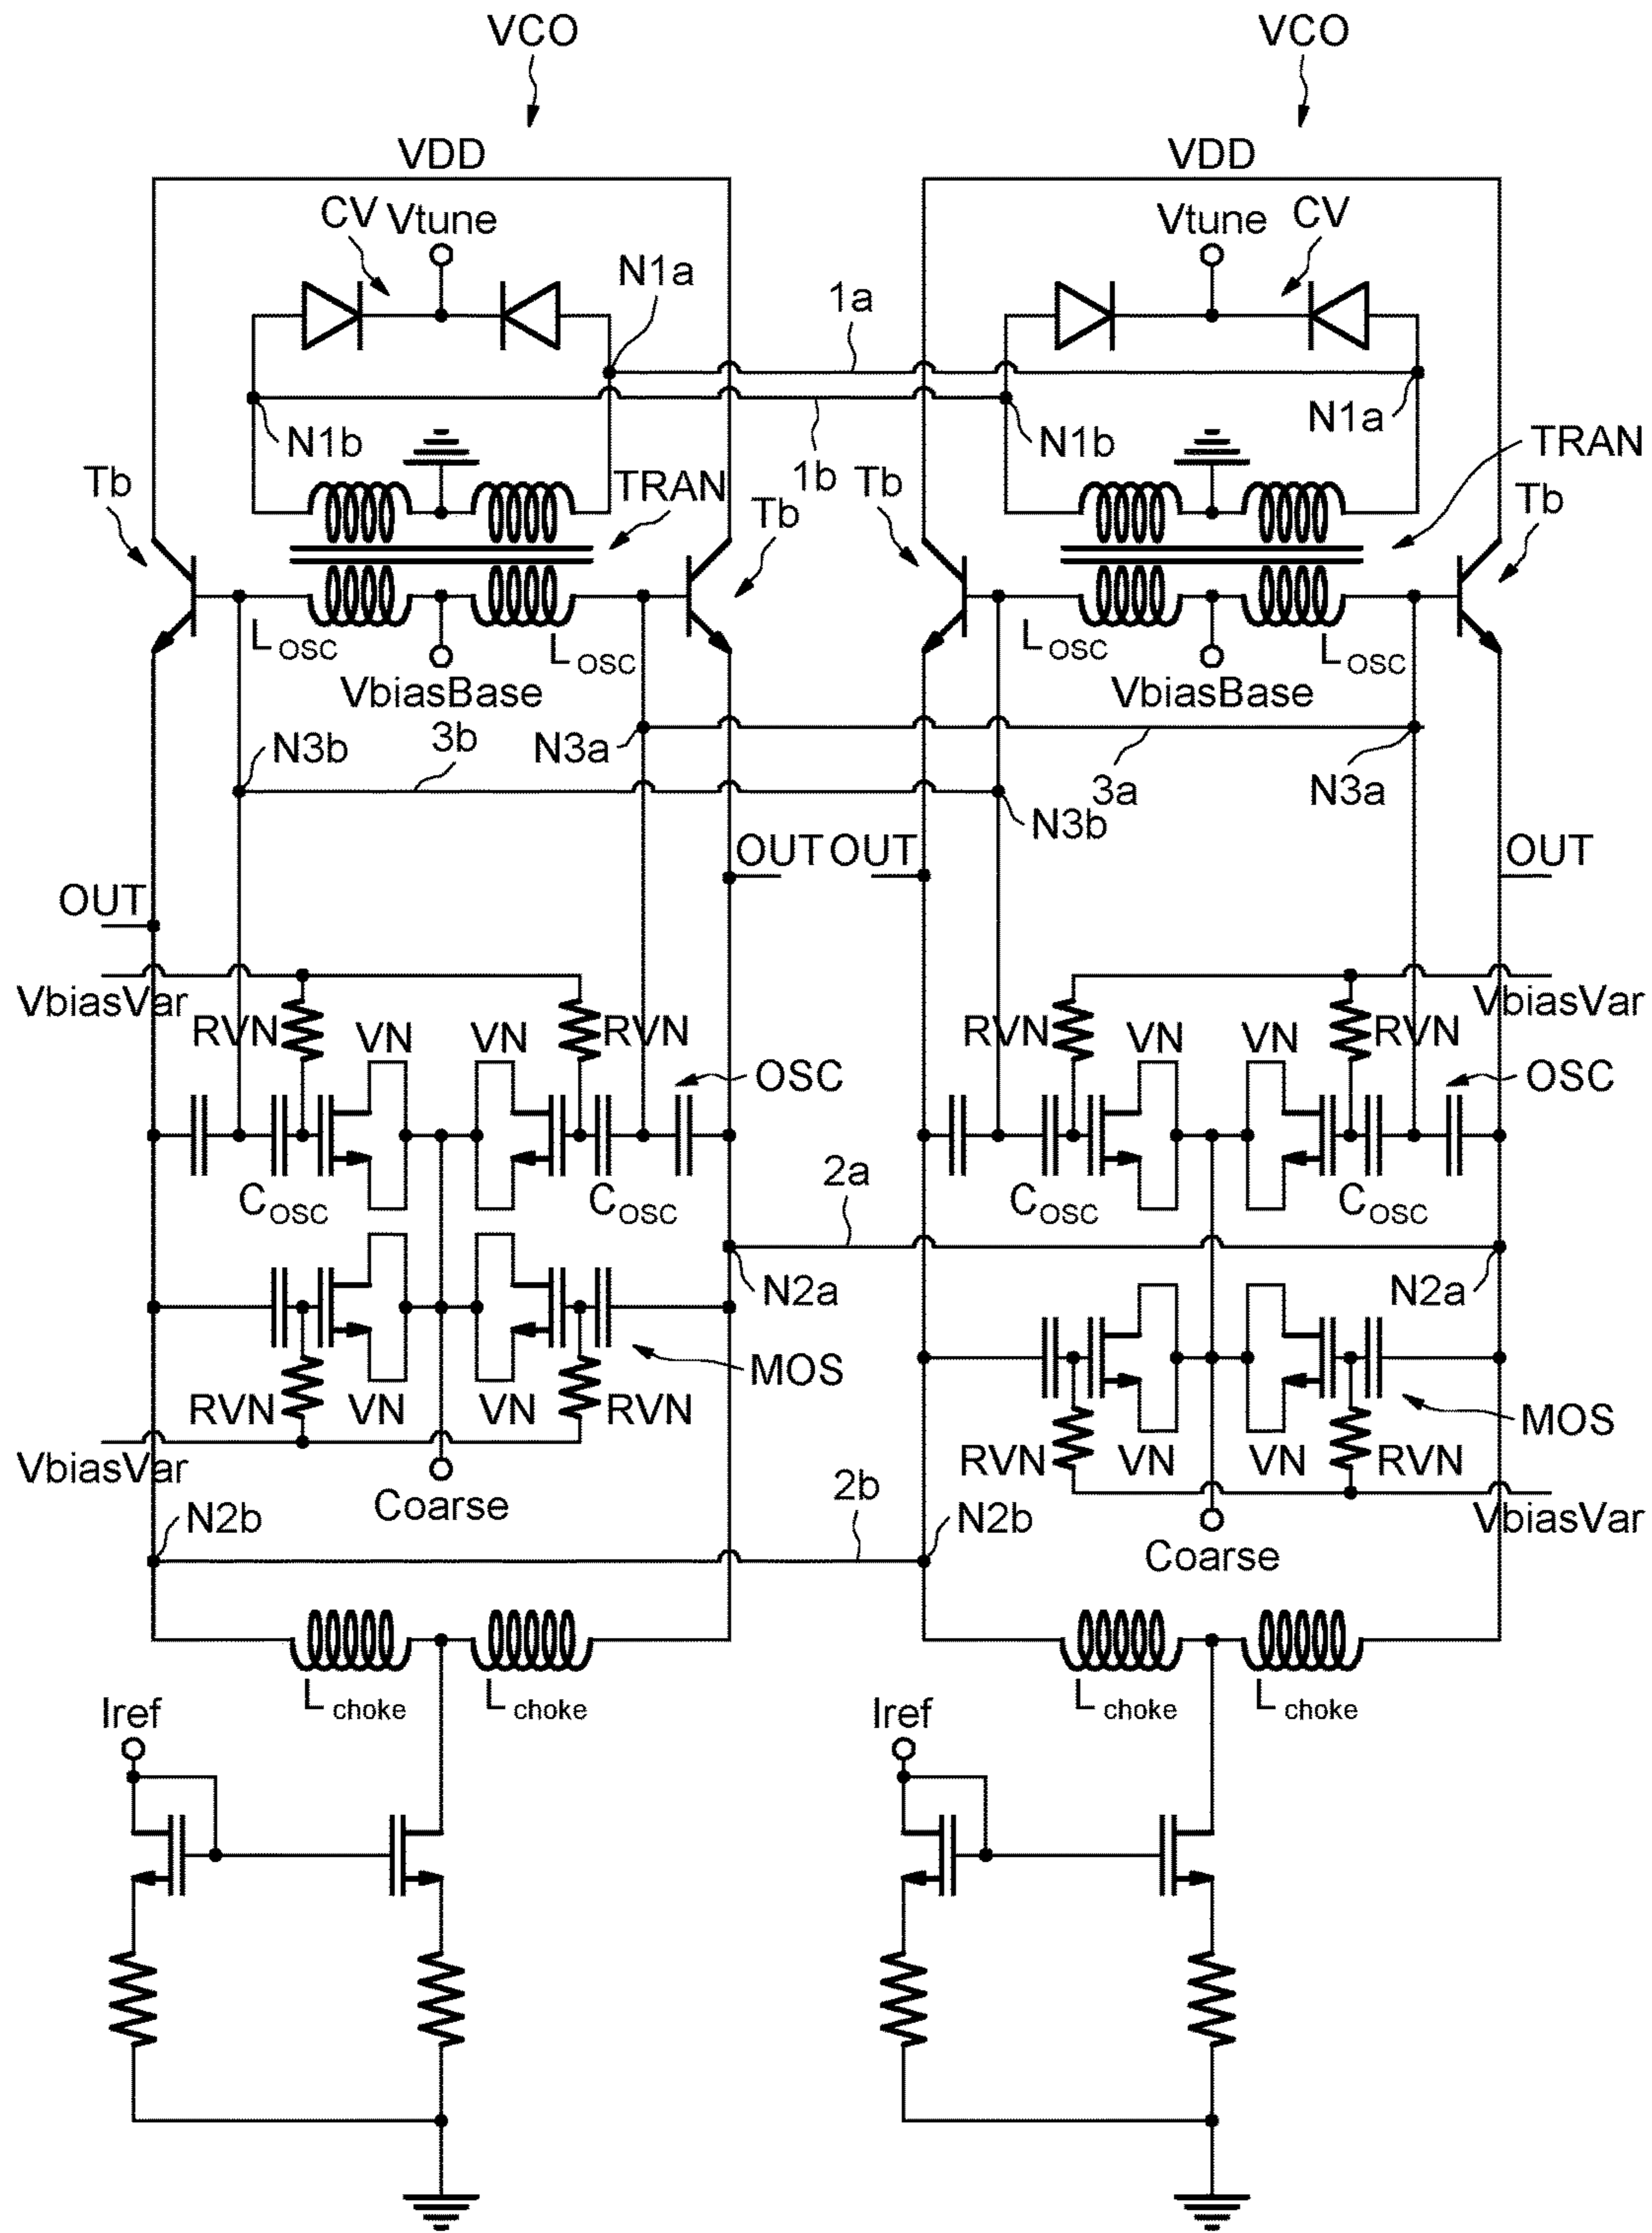 VCO VCO
VDD VDD
CV Vtune Vtune CV
N1a 1a
N1b N1b N1a
1b
TRAN TRAN
Tb Tb Tb Tb
LOSC LOSC LOSC LOSC
VbiasBase VbiasBase
N3b 3b N3a 3a N3a
N3b
OUT OUT OUT OUT
VbiasVar VbiasVar
RVN VN VN RVN RVN VN VN RVN
OSC OSC
COSC COSC COSC COSC
2a
N2a N2a
MOS MOS
RVN VN VN RVN RVN VN VN RVN
VbiasVar VbiasVar
Coarse Coarse
N2b 2b N2b
Lchoke Lchoke Lchoke Lchoke
Iref Iref